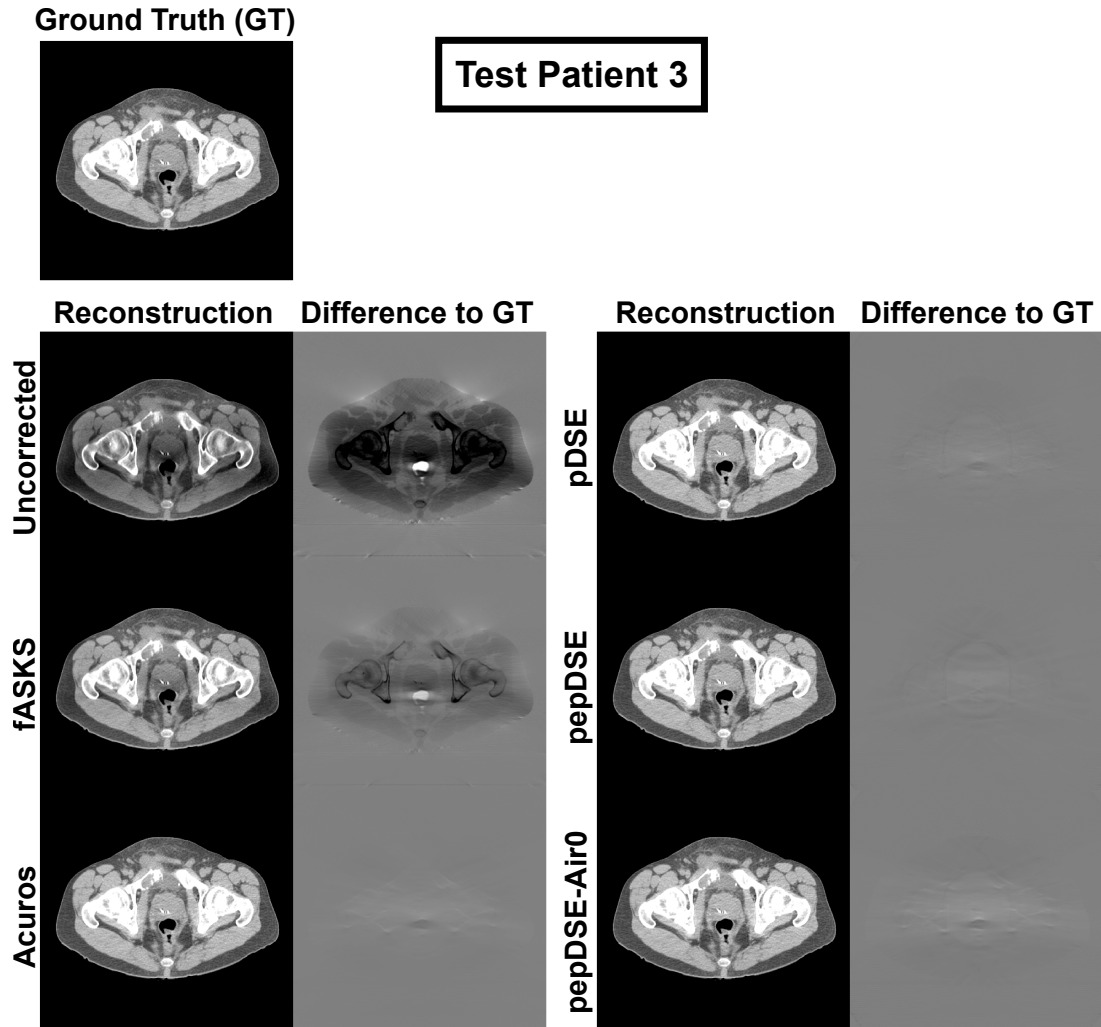 Ground Truth (GT)
Test Patient 3
Reconstruction Difference to GT
Reconstruction Difference to GT
Uncorrected
fASKS
Acuros
pDSE
pepDSE
pepDSE-Air0